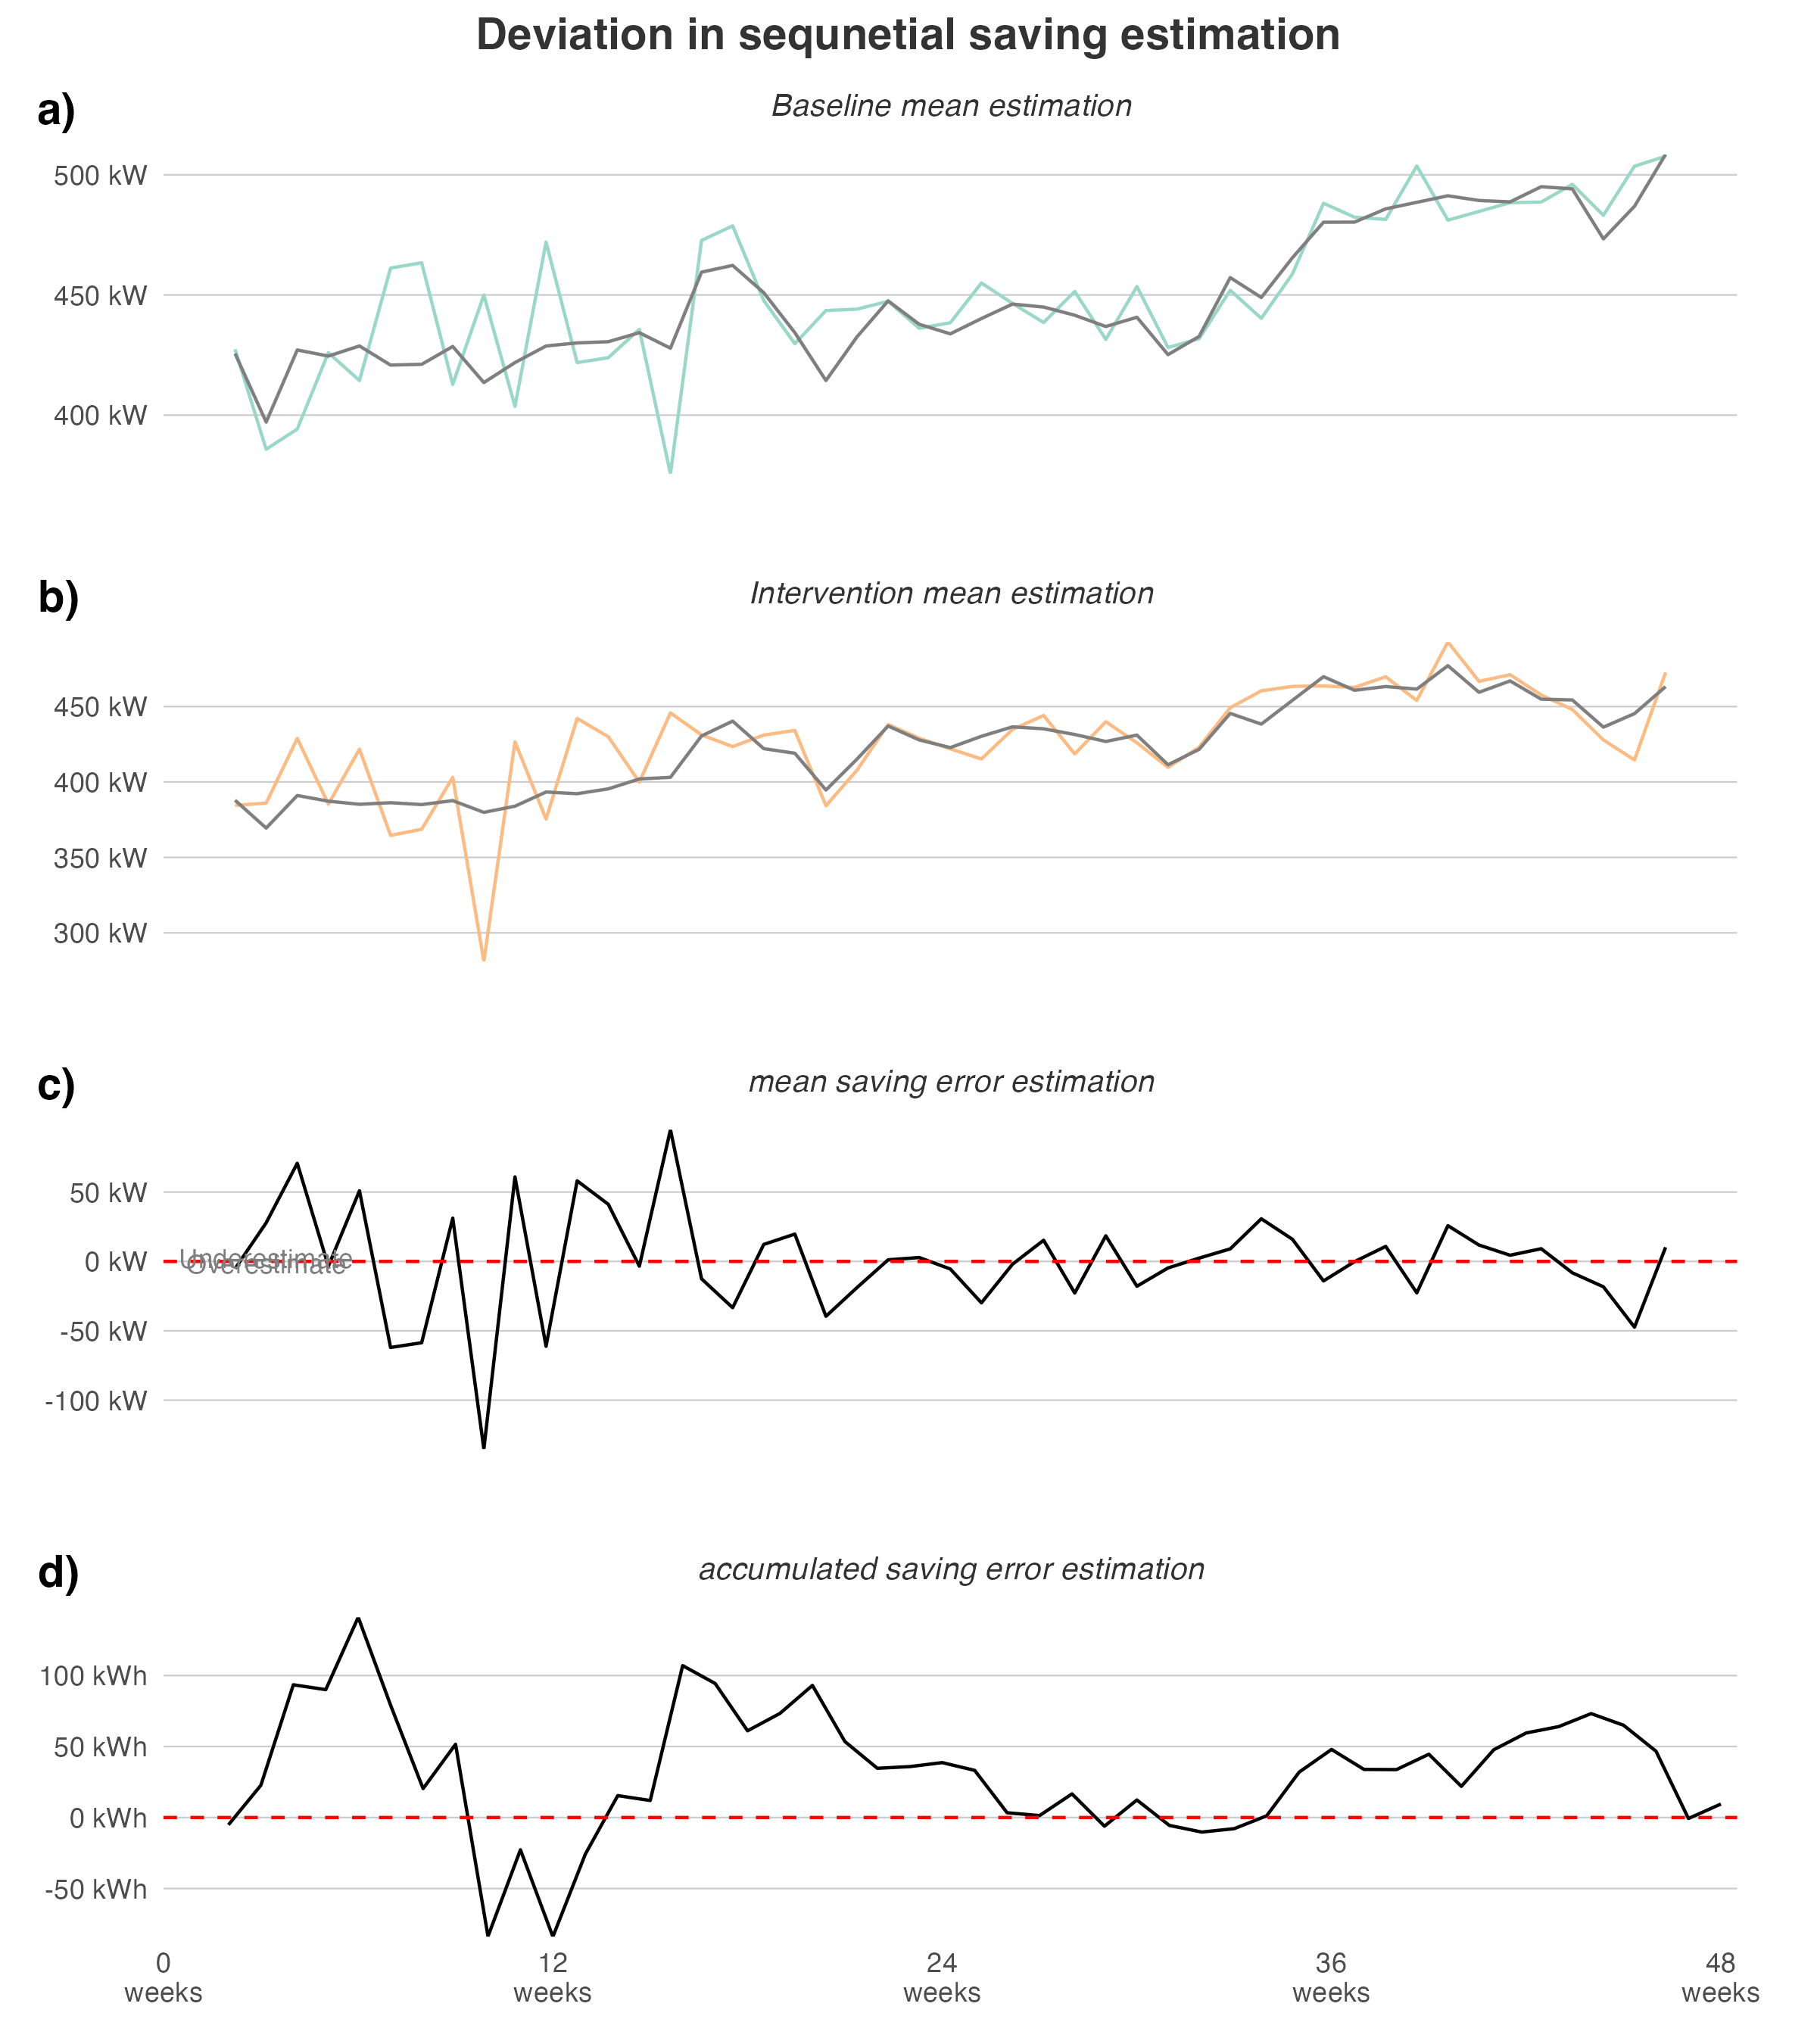 Deviation in sequnetial saving estimation
a)
Baseline mean estimation
500 kW
450 kW
400 kW
b)
Intervention mean estimation
450 kW
400 kW
350 kW
300 kW
c)
mean saving error estimation
50 kW
Underestimate
0 kW
Overestimate
-50 kW
-100 kW
d)
accumulated saving error estimation
100 kWh
50 kWh
0 kWh
-50 kWh
0 12 24 36 48
weeks weeks weeks weeks weeks